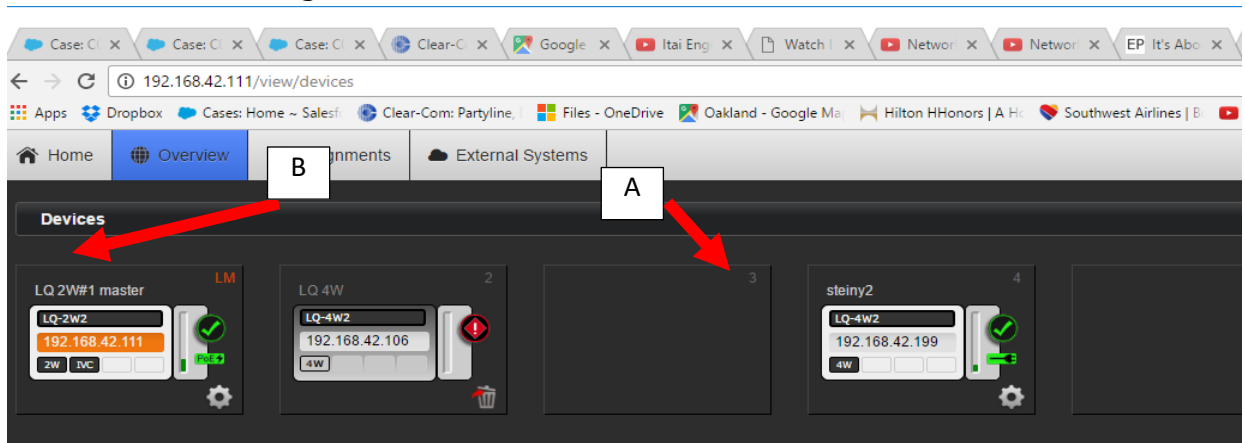 Case: Cl Case: Cl Case: Cl Clear-C Google Itai Eng Watch Networ Networ EP It's Abo
192.168.42.111/view/devices
Apps Dropbox Cases: Home ~ Salesf Clear-Com: Partyline, Files - OneDrive Oakland - Google Ma Hilton HHonors | A Ho Southwest Airlines | B
Home Overview B gnments External Systems A
Devices
LQ 2W#1 master LM
LQ-2W2
192.168.42.111
2W IVC PoE
LQ 4W 2
LQ-4W2
192.168.42.106
4W
3
steiny2 4
LQ-4W2
192.168.42.199
4W